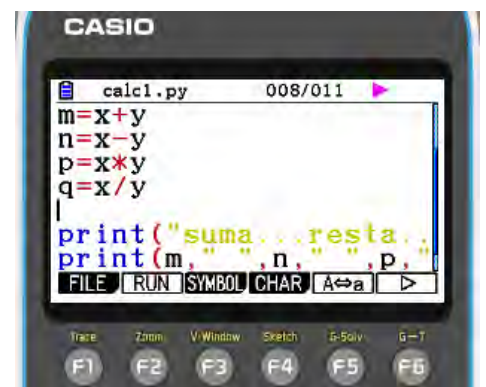 CASIO
calc1.py 008/011
m=x+y
n=x-y
p=x*y
q=x/y
print("suma...resta..
print(m," ",n," ",p,"
FILE RUN SYMBOL CHAR A⇔a ▷
Trace Zoom V-Window Sketch G-Solv G↔T
F1 F2 F3 F4 F5 F6